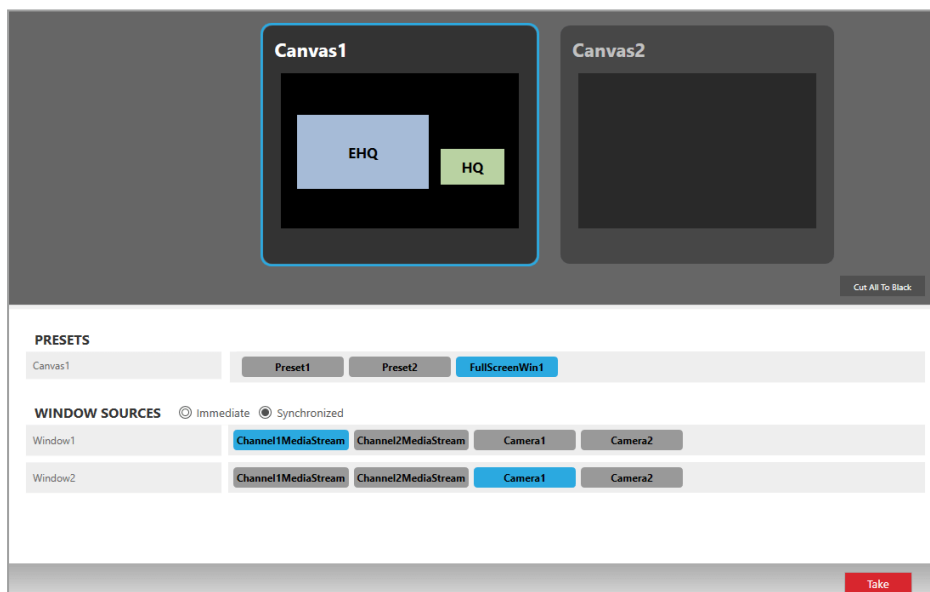 Canvas1
Canvas2
EHQ
HQ
Cut All To Black
PRESETS
Canvas1
Preset1
Preset2
FullScreenWin1
WINDOW SOURCES
Immediate
Synchronized
Window1
Channel1MediaStream
Channel2MediaStream
Camera1
Camera2
Window2
Channel1MediaStream
Channel2MediaStream
Camera1
Camera2
Take